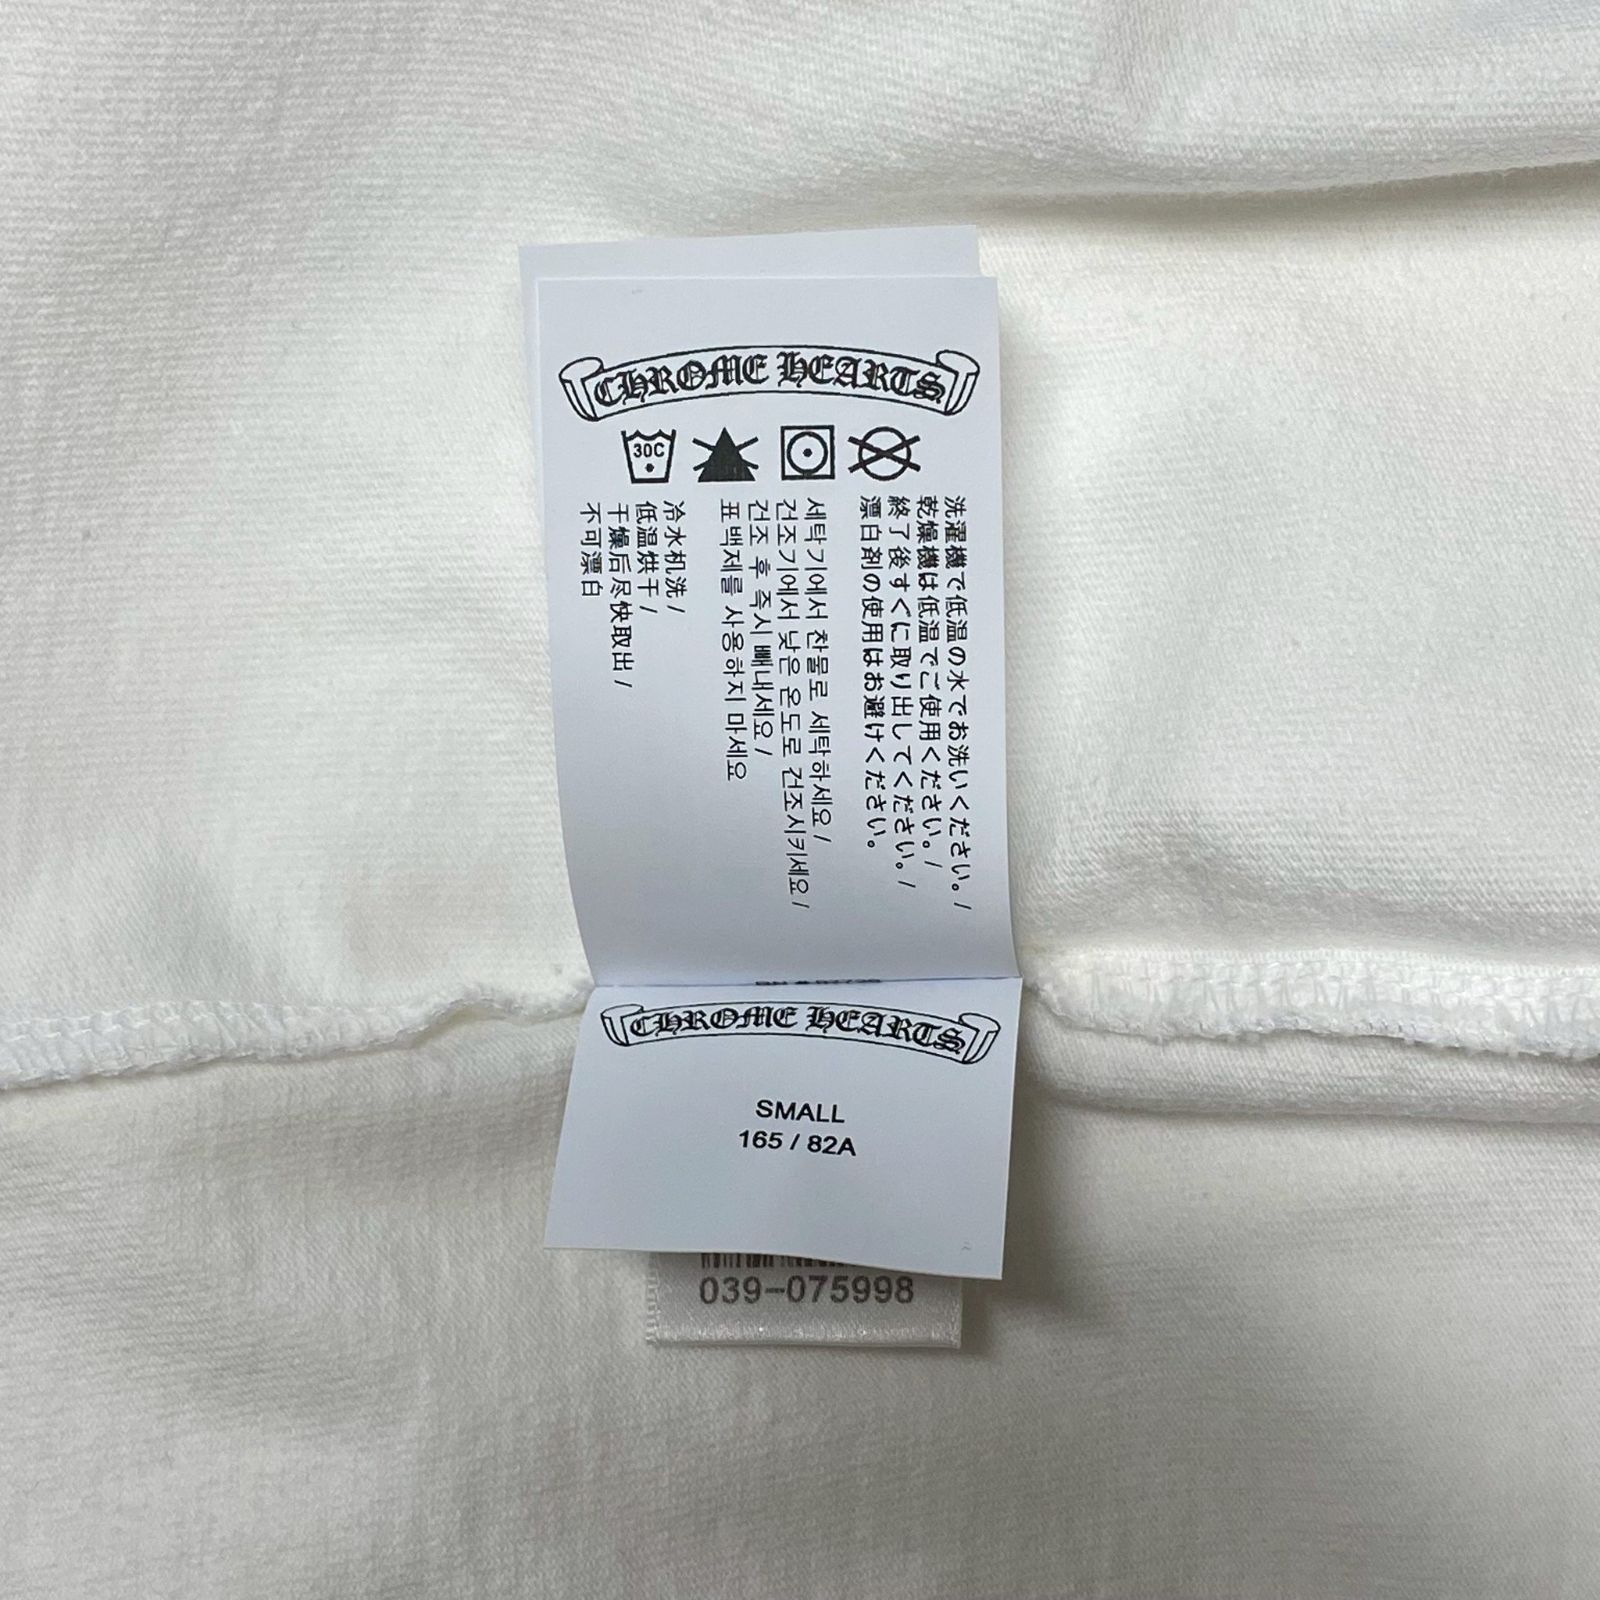 CHROME HEARTS
30C
洗濯機で低温の水でお洗いください。/
乾燥機は低温でご使用ください。/
終了後すぐに取り出してください。/
漂白剤の使用はお避けください。
세탁기에서 찬물로 세탁하세요/
건조기에서 낮은 온도로 건조시키세요/
건조 후 즉시 빼내세요/
표백제를 사용하지 마세요
冷水机洗/
低温烘干/
干燥后尽快取出/
不可漂白
CHROME HEARTS
SMALL
165 / 82A
039-075998